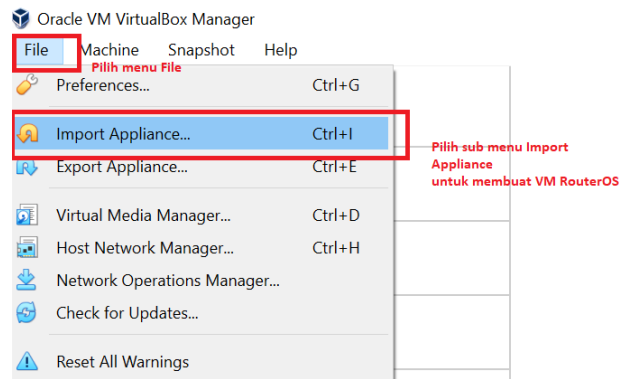 Oracle VM VirtualBox Manager
File Machine Snapshot Help
Pilih menu File
Preferences... Ctrl+G
Import Appliance... Ctrl+I
Pilih sub menu Import
Appliance
untuk membuat VM RouterOS
Export Appliance... Ctrl+E
Virtual Media Manager... Ctrl+D
Host Network Manager... Ctrl+H
Network Operations Manager...
Check for Updates...
Reset All Warnings